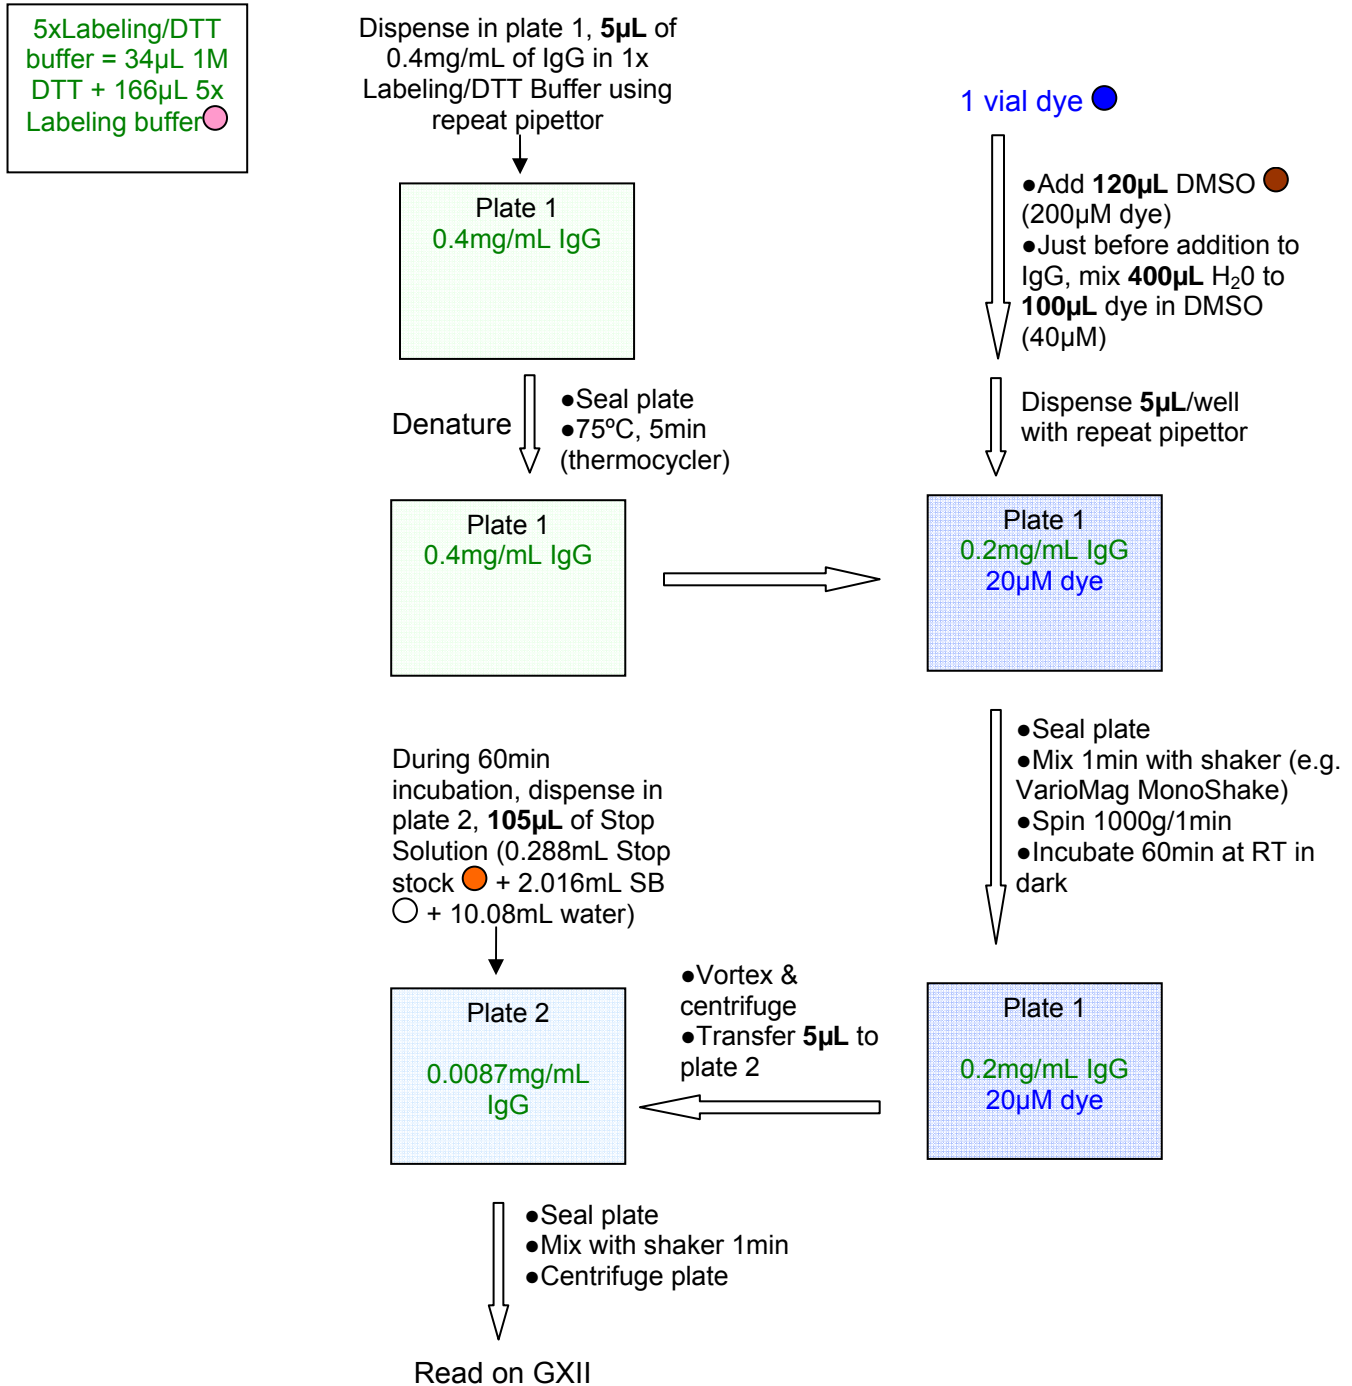 5xLabeling/DTT
buffer = 34µL 1M
DTT + 166µL 5x
Labeling buffer
Dispense in plate 1, 5µL of
0.4mg/mL of IgG in 1x
Labeling/DTT Buffer using
repeat pipettor
1 vial dye
Plate 1
0.4mg/mL IgG
●Add 120µL DMSO
(200µM dye)
●Just before addition to
IgG, mix 400µL H₂0 to
100µL dye in DMSO
(40µM)
Denature
●Seal plate
●75ºC, 5min
(thermocycler)
Dispense 5µL/well
with repeat pipettor
Plate 1
0.4mg/mL IgG
Plate 1
0.2mg/mL IgG
20µM dye
●Seal plate
●Mix 1min with shaker (e.g.
VarioMag MonoShake)
●Spin 1000g/1min
●Incubate 60min at RT in
dark
During 60min
incubation, dispense in
plate 2, 105µL of Stop
Solution (0.288mL Stop
stock + 2.016mL SB
+ 10.08mL water)
●Vortex &
centrifuge
●Transfer 5µL to
plate 2
Plate 2
0.0087mg/mL
IgG
Plate 1
0.2mg/mL IgG
20µM dye
●Seal plate
●Mix with shaker 1min
●Centrifuge plate
Read on GXII